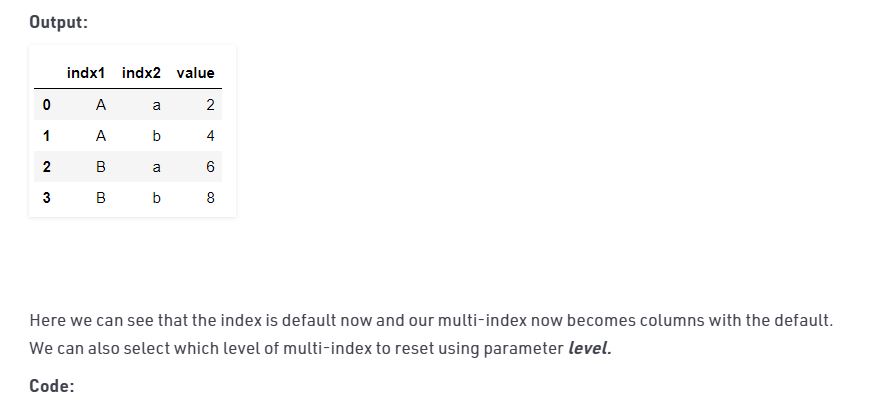 Output:
indx1 indx2 value
0 A a 2
1 A b 4
2 B a 6
3 B b 8
Here we can see that the index is default now and our multi-index now becomes columns with the default.
We can also select which level of multi-index to reset using parameter level.
Code: